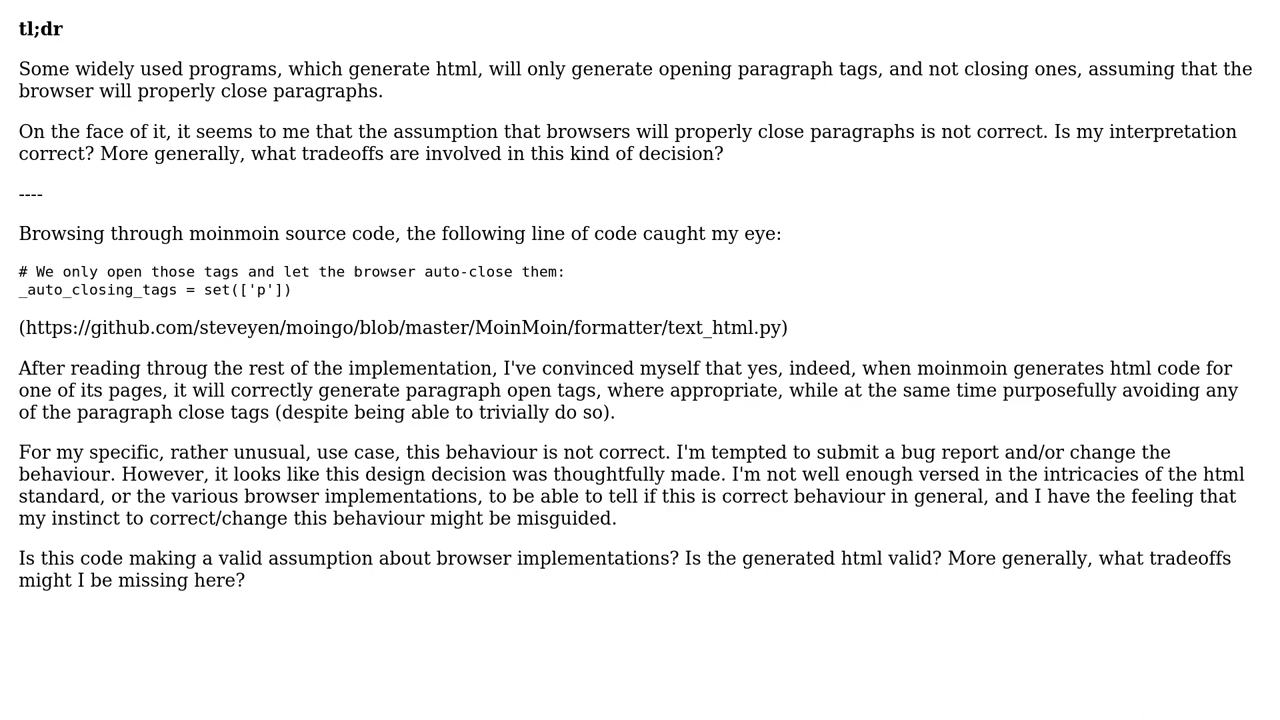 tl;dr
Some widely used programs, which generate html, will only generate opening paragraph tags, and not closing ones, assuming that the
browser will properly close paragraphs.
On the face of it, it seems to me that the assumption that browsers will properly close paragraphs is not correct. Is my interpretation
correct? More generally, what tradeoffs are involved in this kind of decision?
----
Browsing through moinmoin source code, the following line of code caught my eye:
# We only open those tags and let the browser auto-close them:
_auto_closing_tags = set(['p'])
(https://github.com/steveyen/moingo/blob/master/MoinMoin/formatter/text_html.py)
After reading throug the rest of the implementation, I've convinced myself that yes, indeed, when moinmoin generates html code for
one of its pages, it will correctly generate paragraph open tags, where appropriate, while at the same time purposefully avoiding any
of the paragraph close tags (despite being able to trivially do so).
For my specific, rather unusual, use case, this behaviour is not correct. I'm tempted to submit a bug report and/or change the
behaviour. However, it looks like this design decision was thoughtfully made. I'm not well enough versed in the intricacies of the html
standard, or the various browser implementations, to be able to tell if this is correct behaviour in general, and I have the feeling that
my instinct to correct/change this behaviour might be misguided.
Is this code making a valid assumption about browser implementations? Is the generated html valid? More generally, what tradeoffs
might I be missing here?